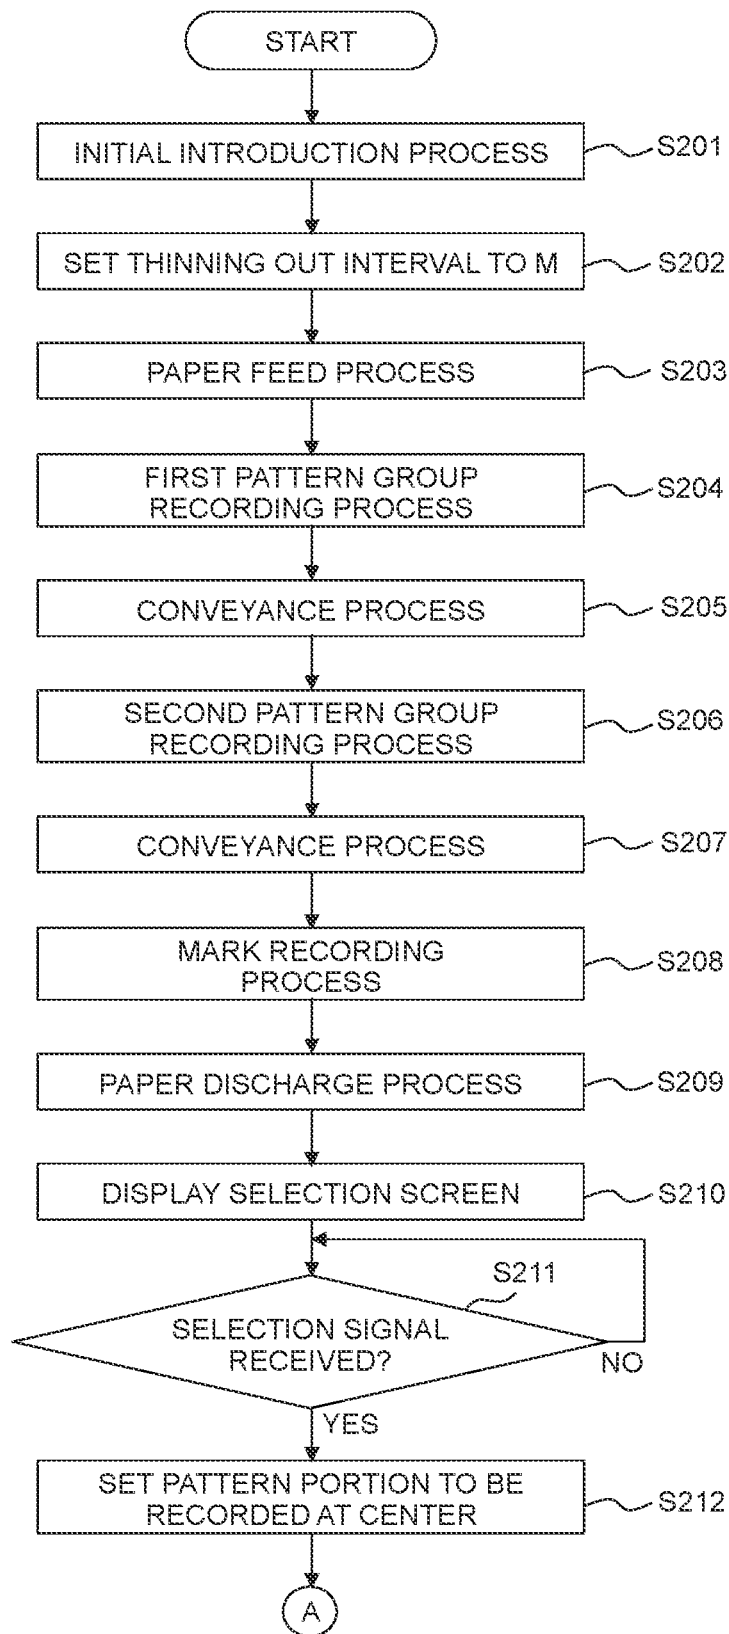 START
INITIAL INTRODUCTION PROCESS
S201
SET THINNING OUT INTERVAL TO M
S202
PAPER FEED PROCESS
S203
FIRST PATTERN GROUP
RECORDING PROCESS
S204
CONVEYANCE PROCESS
S205
SECOND PATTERN GROUP
RECORDING PROCESS
S206
CONVEYANCE PROCESS
S207
MARK RECORDING
PROCESS
S208
PAPER DISCHARGE PROCESS
S209
DISPLAY SELECTION SCREEN
S210
S211
SELECTION SIGNAL
RECEIVED?
NO
YES
SET PATTERN PORTION TO BE
RECORDED AT CENTER
S212
A